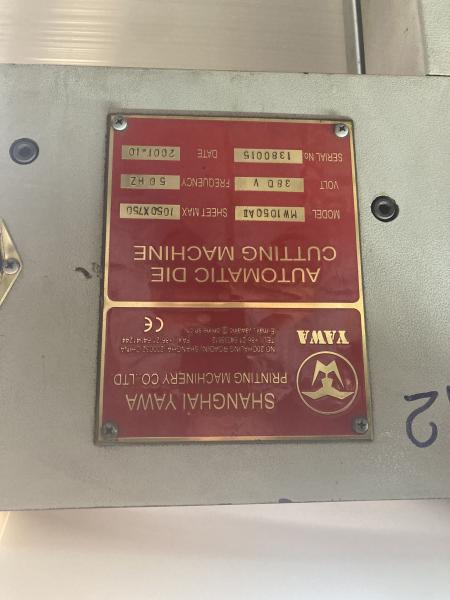 YAWA
SHANGHAI YAWA
PRINTING MACHINERY CO.,LTD
CE
AUTOMATIC DIE
CUTTING MACHINE
MODEL MW1050AII SHEET MAX 1050X750
VOLT 380 V FREQUENCY 50 HZ
SERIAL No 1380015 DATE 2001.10